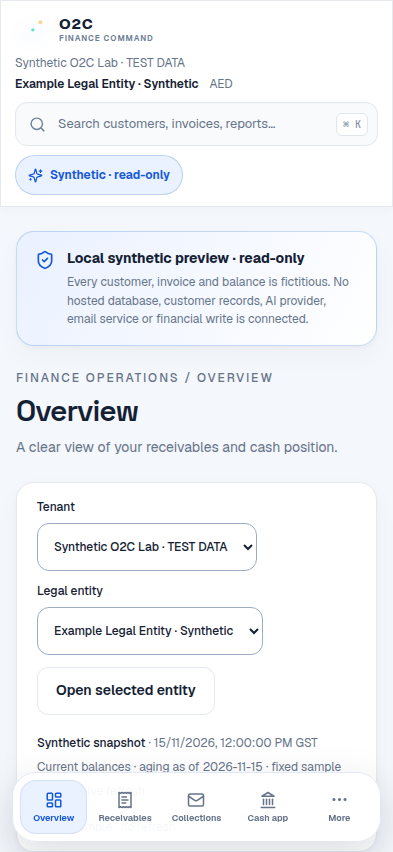 O2C
FINANCE COMMAND
Synthetic O2C Lab · TEST DATA
Example Legal Entity · Synthetic AED
Search customers, invoices, reports... ⌘ K
Synthetic · read-only
Local synthetic preview · read-only
Every customer, invoice and balance is fictitious. No
hosted database, customer records, AI provider,
email service or financial write is connected.
FINANCE OPERATIONS / OVERVIEW
Overview
A clear view of your receivables and cash position.
Tenant
Synthetic O2C Lab · TEST DATA
Legal entity
Example Legal Entity · Synthetic
Open selected entity
Synthetic snapshot · 15/11/2026, 12:00:00 PM GST
Current balances · aging as of 2026-11-15 · fixed sample
Overview Receivables Collections Cash app More